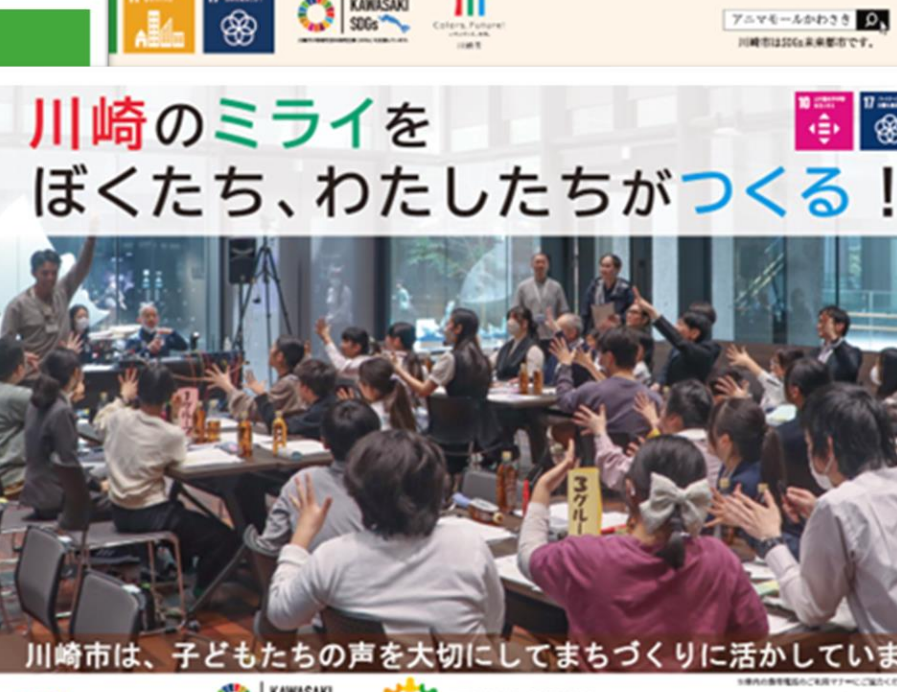 KAWASAKI
SDGs
Colors, Future!
川崎市
アニマモールかわさき
川崎市はSDGs未来都市です。
川崎のミライを
ぼくたち、わたしたちがつくる！
10
17
3グルー
川崎市は、子どもたちの声を大切にしてまちづくりに活かしていま
KAWASAKI